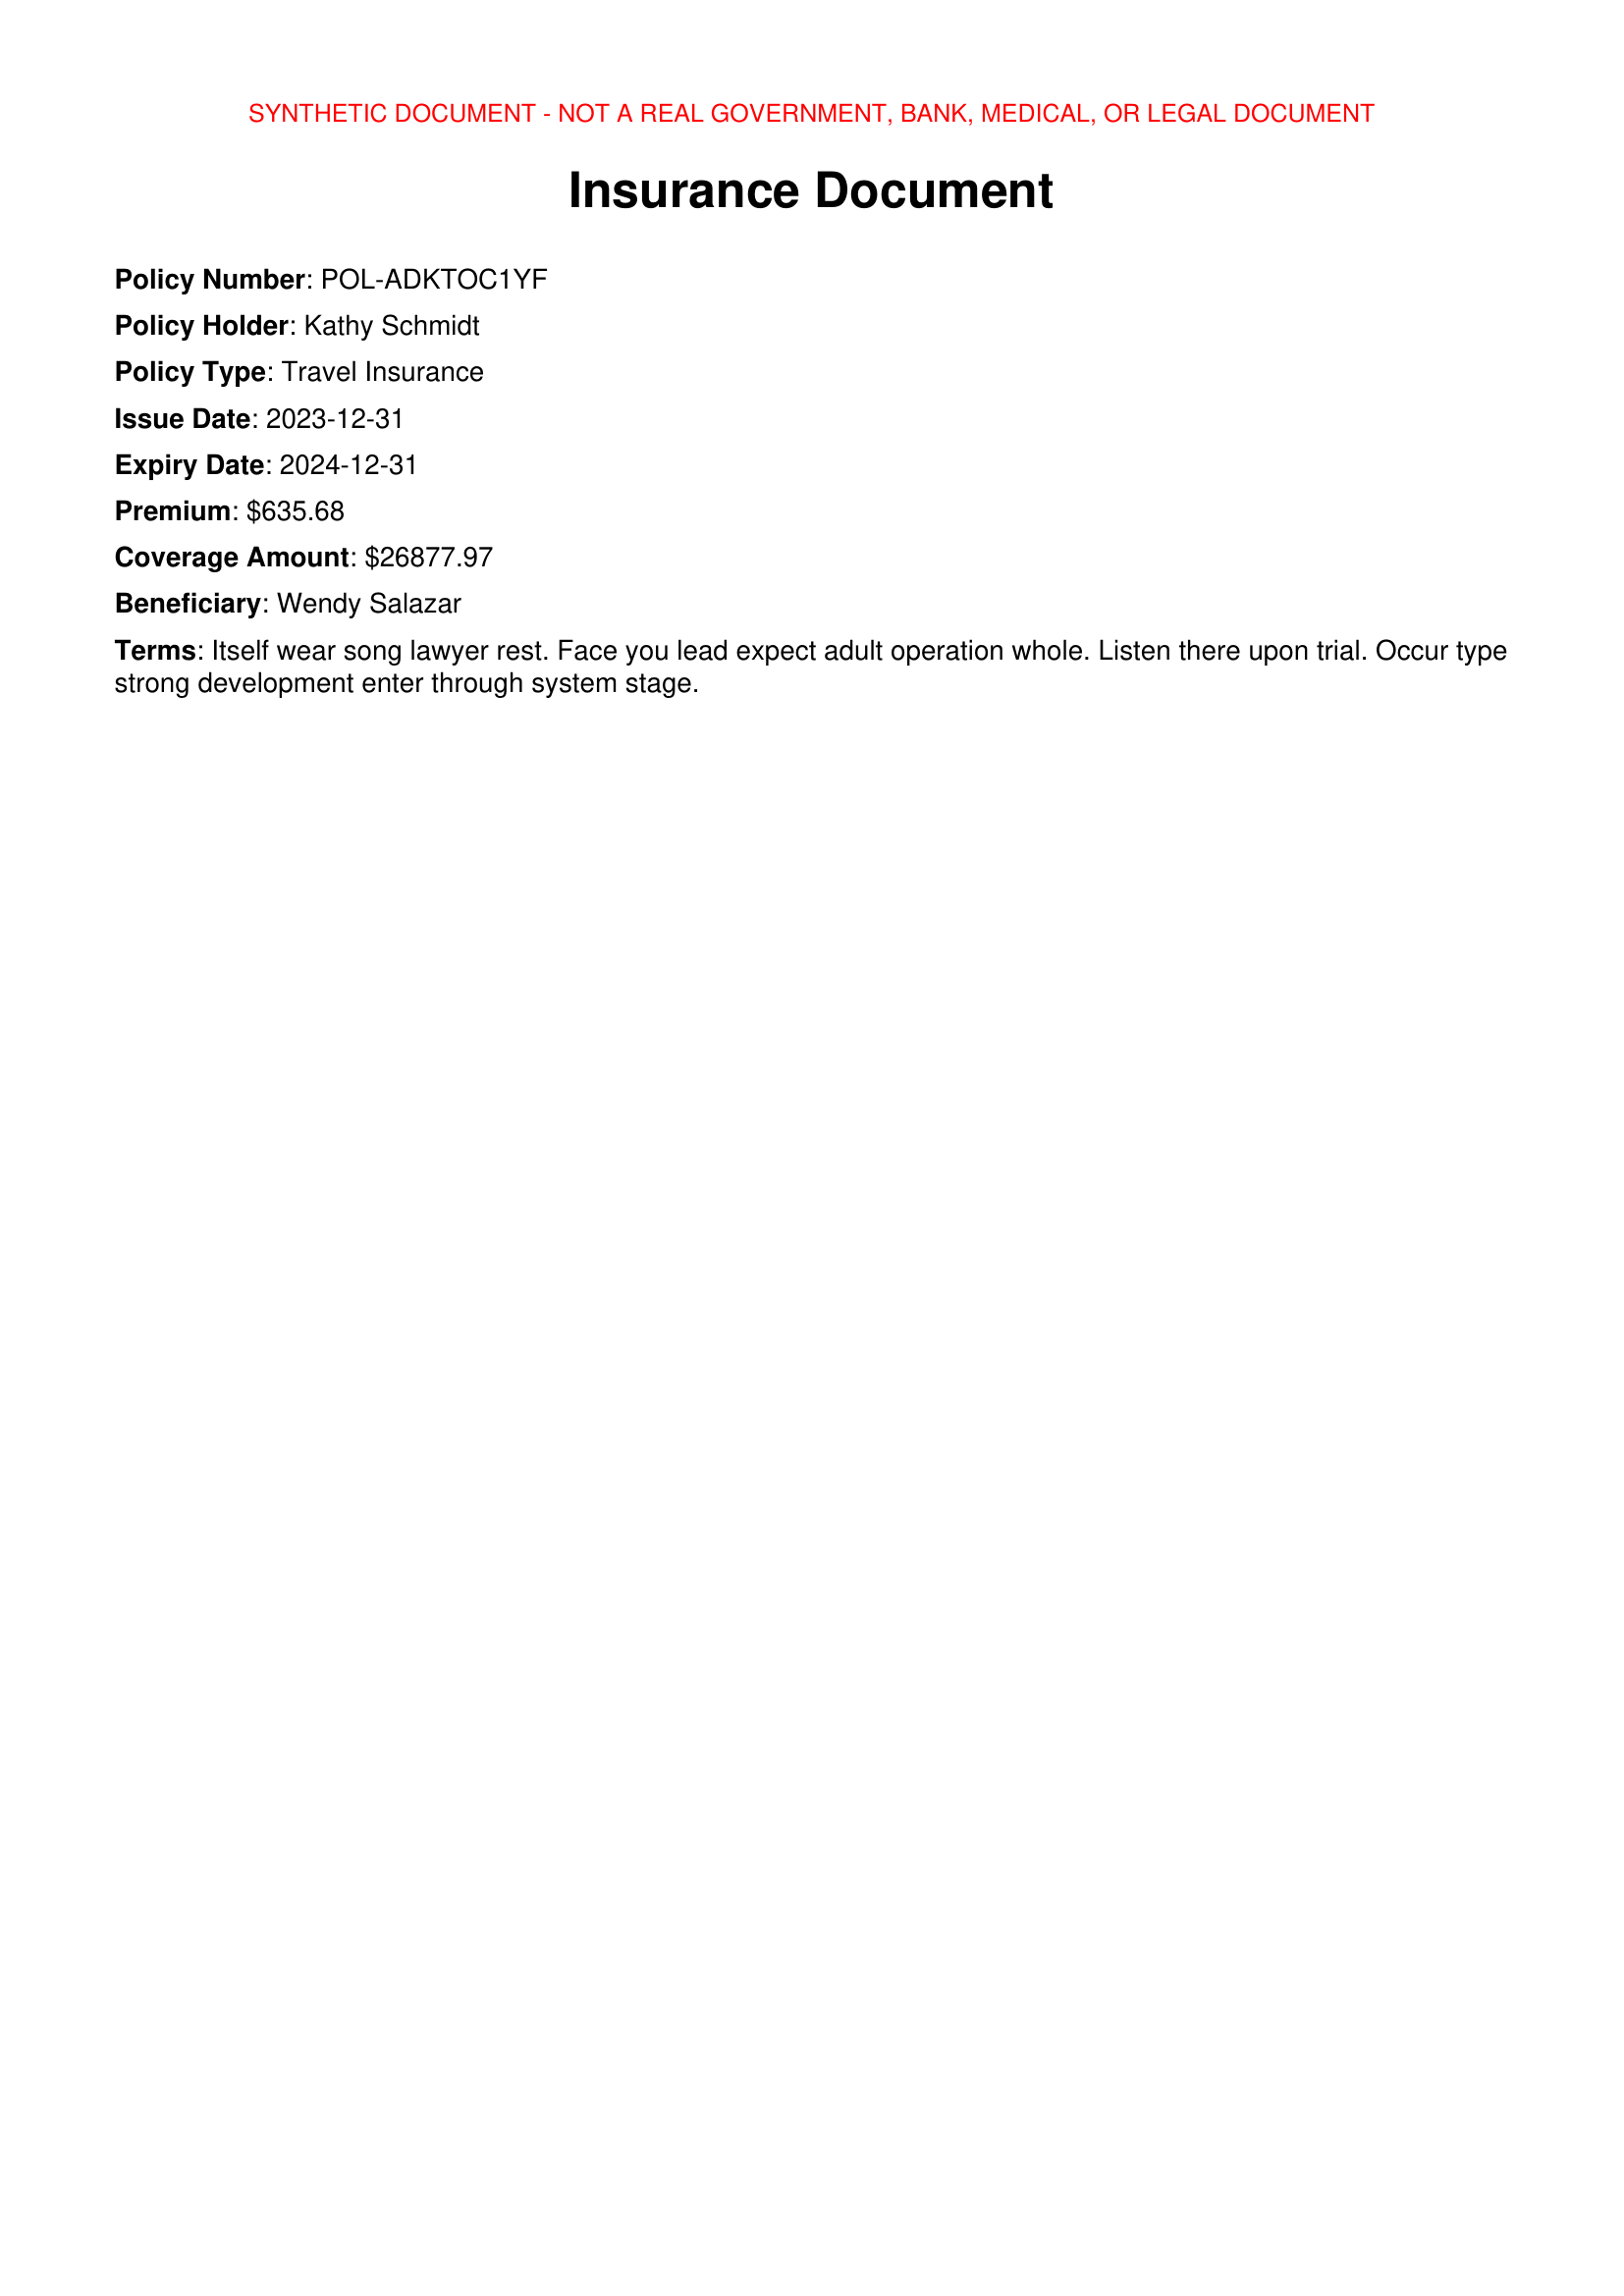 SYNTHETIC DOCUMENT - NOT A REAL GOVERNMENT, BANK, MEDICAL, OR LEGAL DOCUMENT
Insurance Document
Policy Number: POL-ADKTOC1YF
Policy Holder: Kathy Schmidt
Policy Type: Travel Insurance
Issue Date: 2023-12-31
Expiry Date: 2024-12-31
Premium: $635.68
Coverage Amount: $26877.97
Beneficiary: Wendy Salazar
Terms: Itself wear song lawyer rest. Face you lead expect adult operation whole. Listen there upon trial. Occur type
strong development enter through system stage.